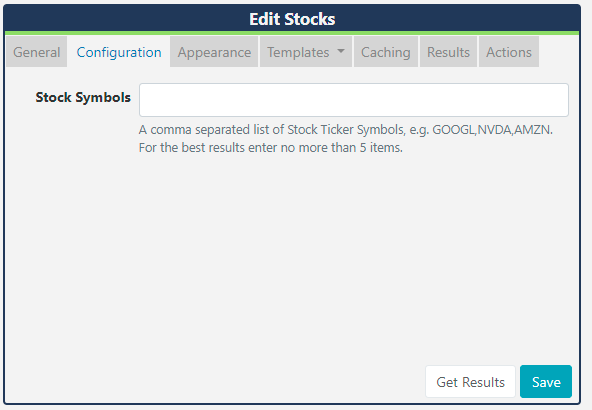 Edit Stocks
General Configuration Appearance Templates Caching Results Actions
Stock Symbols
A comma separated list of Stock Ticker Symbols, e.g. GOOGL,NVDA,AMZN.
For the best results enter no more than 5 items.
Get Results Save